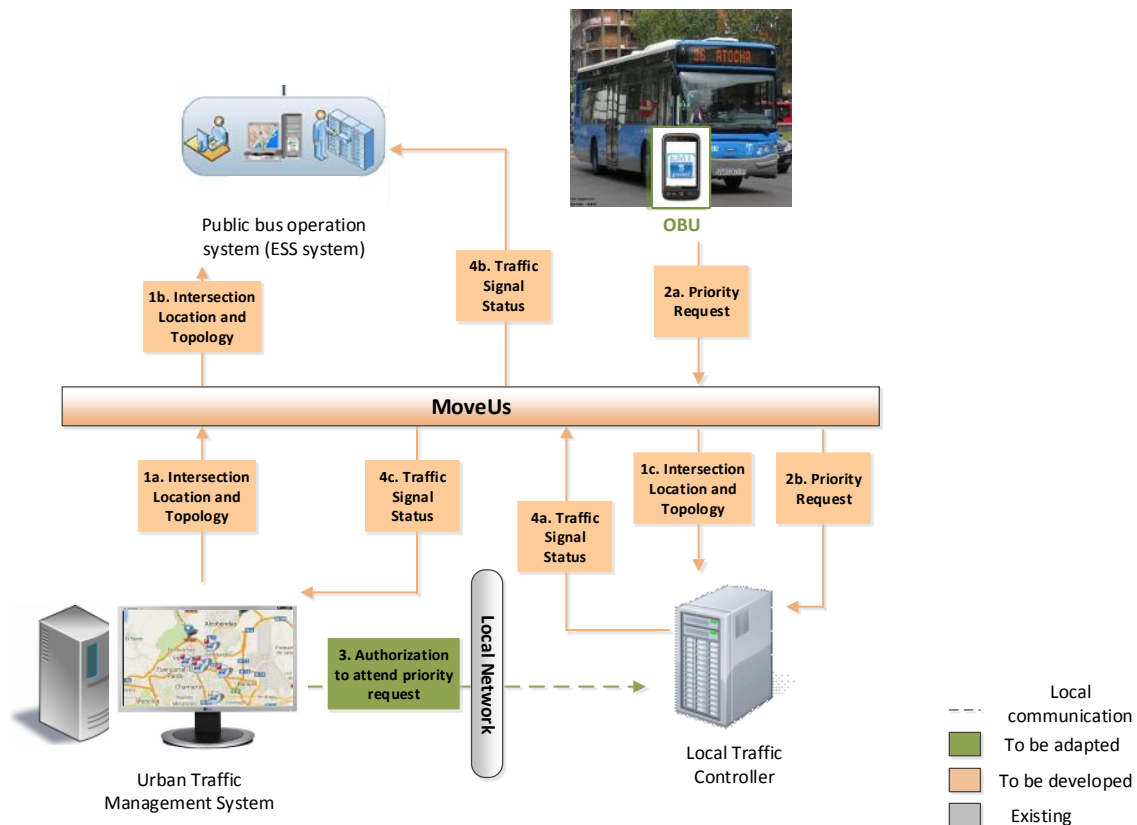 36 ATOCHA
EMT
OBU
Public bus operation
system (ESS system)
4b. Traffic
Signal
Status
2a. Priority
Request
1b. Intersection
Location and
Topology
MoveUs
1a. Intersection
Location and
Topology
4c. Traffic
Signal
Status
4a. Traffic
Signal
Status
1c. Intersection
Location and
Topology
2b. Priority
Request
Alcobendas
3. Authorization
to attend priority
request
Local Network
Urban Traffic
Management System
Local Traffic
Controller
Local
communication
To be adapted
To be developed
Existing